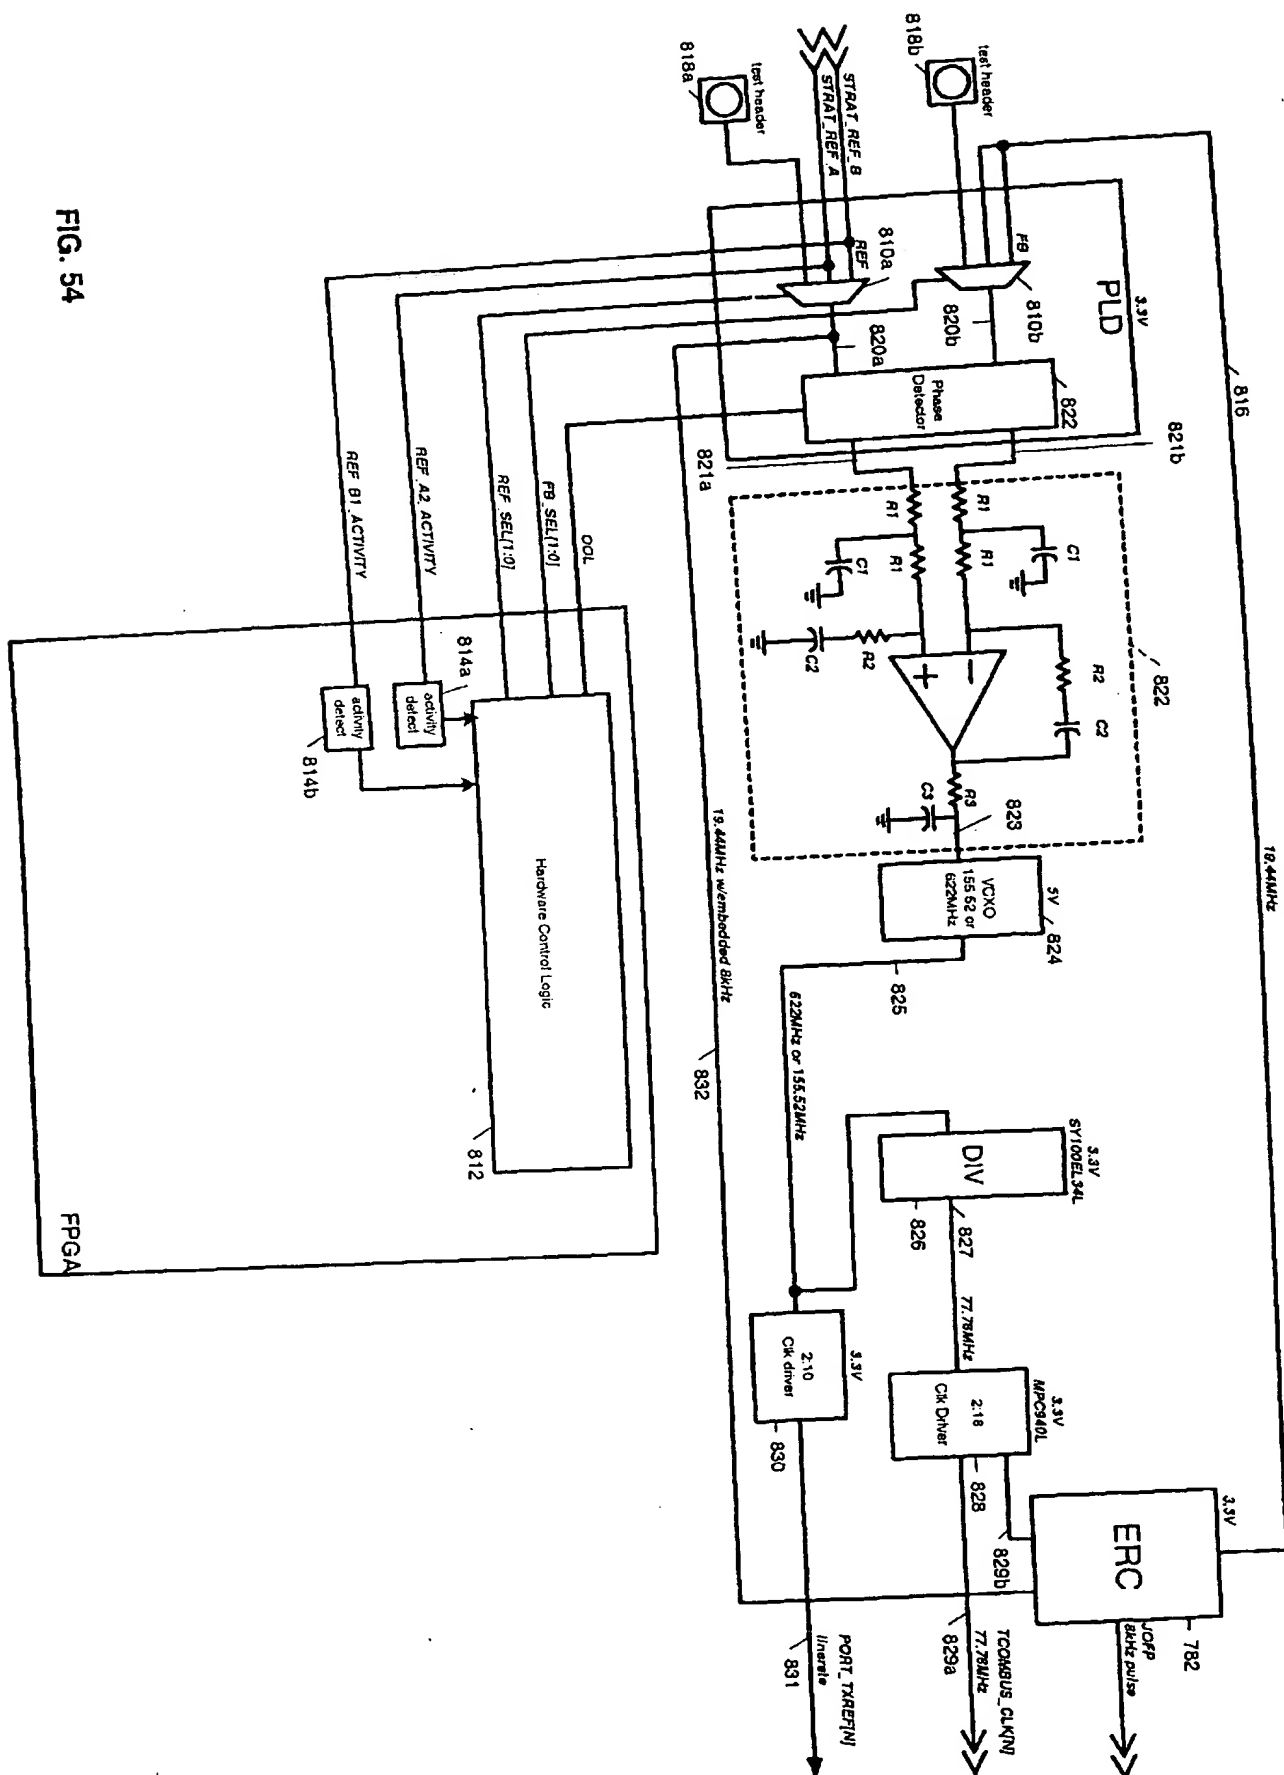 818b
test header
818a
test header
STRAT_REF_B
STRAT_REF_A
816
19.44MHz
3.3V
PLD
FB
810b
820b
REF
810a
820a
Phase
Detector
822
821b
821a
R1
R1
C1
R1
R1
C1
R2
C2
R2
C2
+
−
R3
C3
822
823
5V
VCXO
155.52 or
622MHz
824
825
622MHz or 155.52MHz
3.3V
SY100EL34L
DIV
826
827
77.78MHz
3.3V
MPC940L
2:18
Clk Driver
828
829b
829a
TCOMBUS_CLK[N]
77.78MHz
3.3V
ERC
782
JOFP
8kHz pulse
3.3V
2:10
Clk driver
830
PORT_TXREF[N]
linerate
831
19.44MHz w/embedded 8kHz
832
OOL
FB_SEL[1:0]
REF_SEL[1:0]
REF_A2_ACTIVITY
REF_B1_ACTIVITY
814a
activity
detect
activity
detect
814b
Hardware Control Logic
812
FPGA
FIG. 54